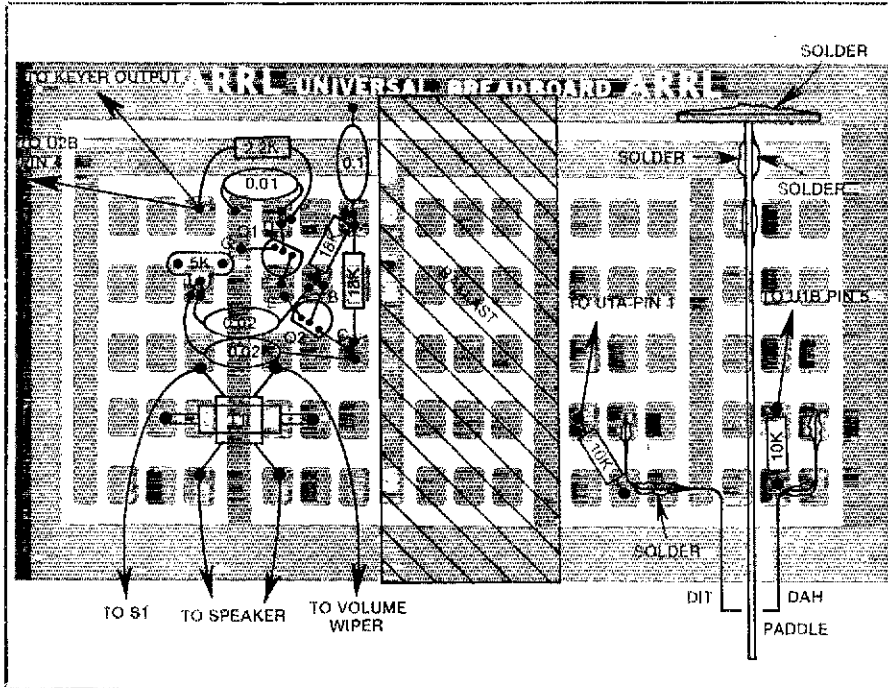 SOLDER
TO KEYER OUTPUT
ARRL UNIVERSAL BREADBOARD ARRL
TO U2B
PIN
2.2K
0.1
SOLDER
SOLDER
0.01
Q1
18K
5K
18K
B
TO U1A PIN 1
TO U1B PIN 5
0.02
Q2
C
0.02
10K
10K
SOLDER
TO S1
TO SPEAKER
TO VOLUME
WIPER
DIT
DAH
PADDLE